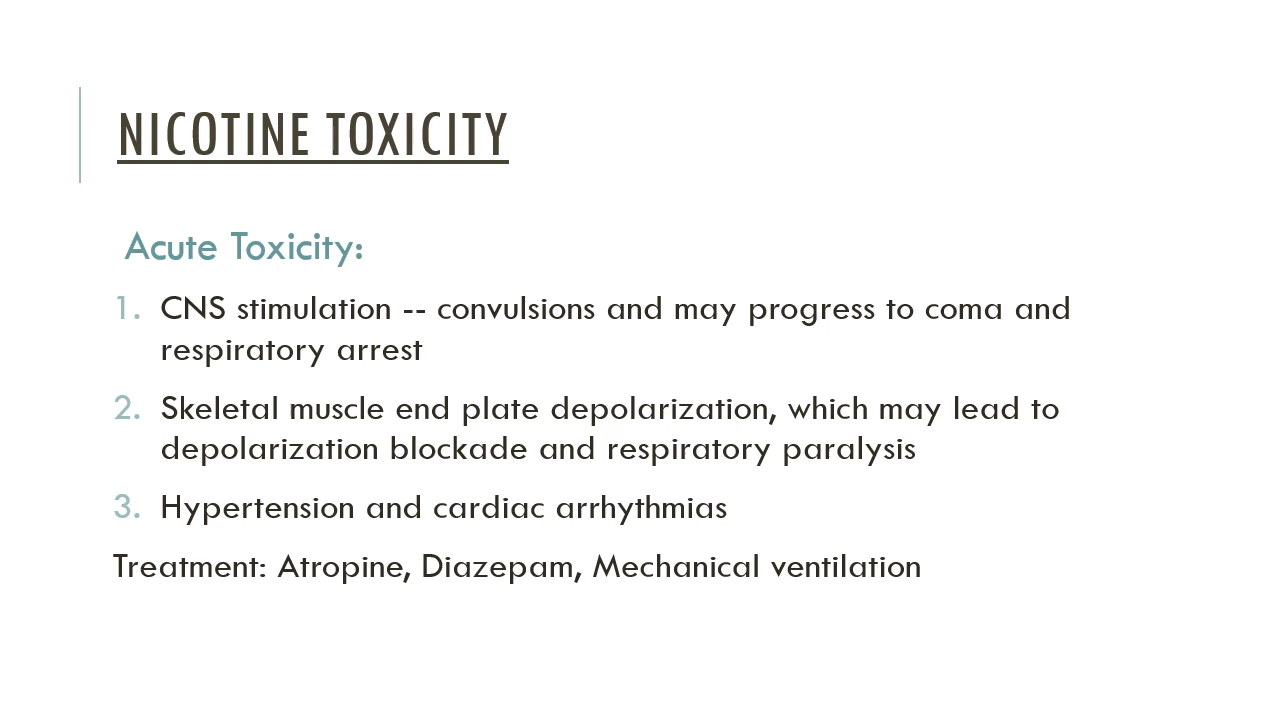 NICOTINE TOXICITY
Acute Toxicity:
1. CNS stimulation -- convulsions and may progress to coma and
respiratory arrest
2. Skeletal muscle end plate depolarization, which may lead to
depolarization blockade and respiratory paralysis
3. Hypertension and cardiac arrhythmias
Treatment: Atropine, Diazepam, Mechanical ventilation